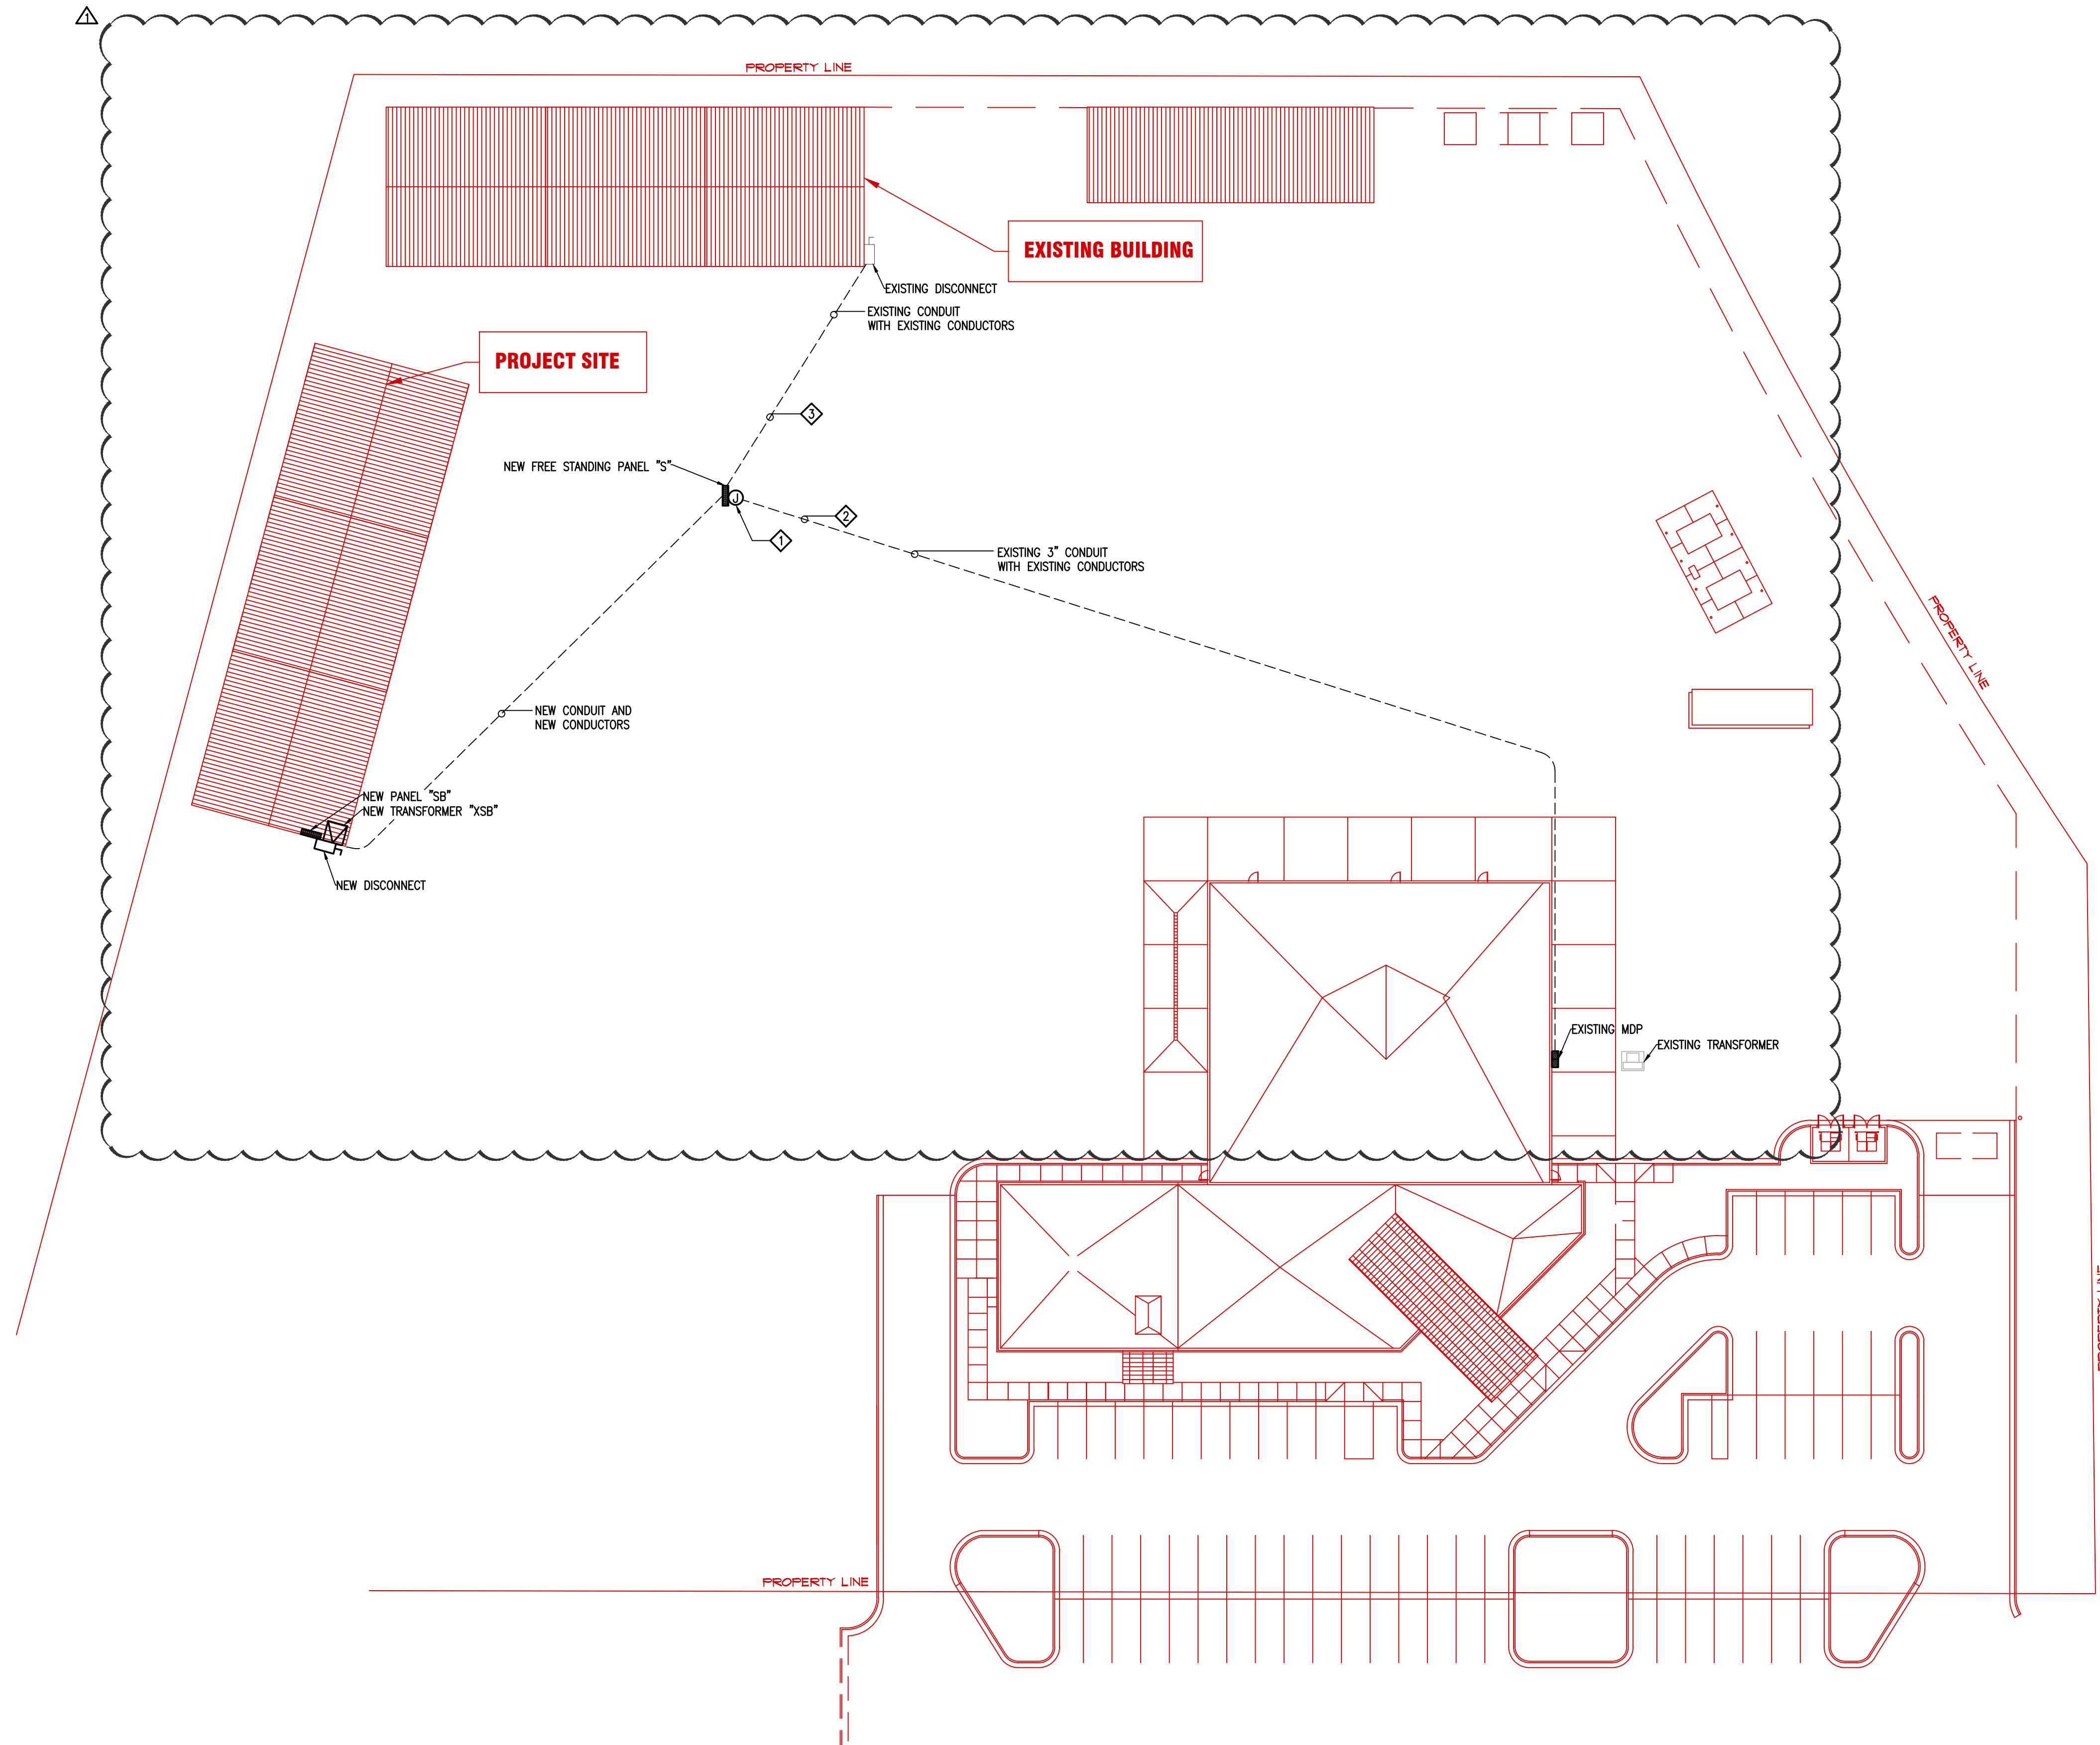 1
PROPERTY LINE
EXISTING BUILDING
EXISTING DISCONNECT
EXISTING CONDUIT
WITH EXISTING CONDUCTORS
PROJECT SITE
3
NEW FREE STANDING PANEL "S"
J
2
1
EXISTING 3" CONDUIT
WITH EXISTING CONDUCTORS
PROPERTY LINE
NEW CONDUIT AND
NEW CONDUCTORS
NEW PANEL "SB"
NEW TRANSFORMER "XSB"
NEW DISCONNECT
EXISTING MDP
EXISTING TRANSFORMER
PROPERTY LINE
PROPERTY LINE